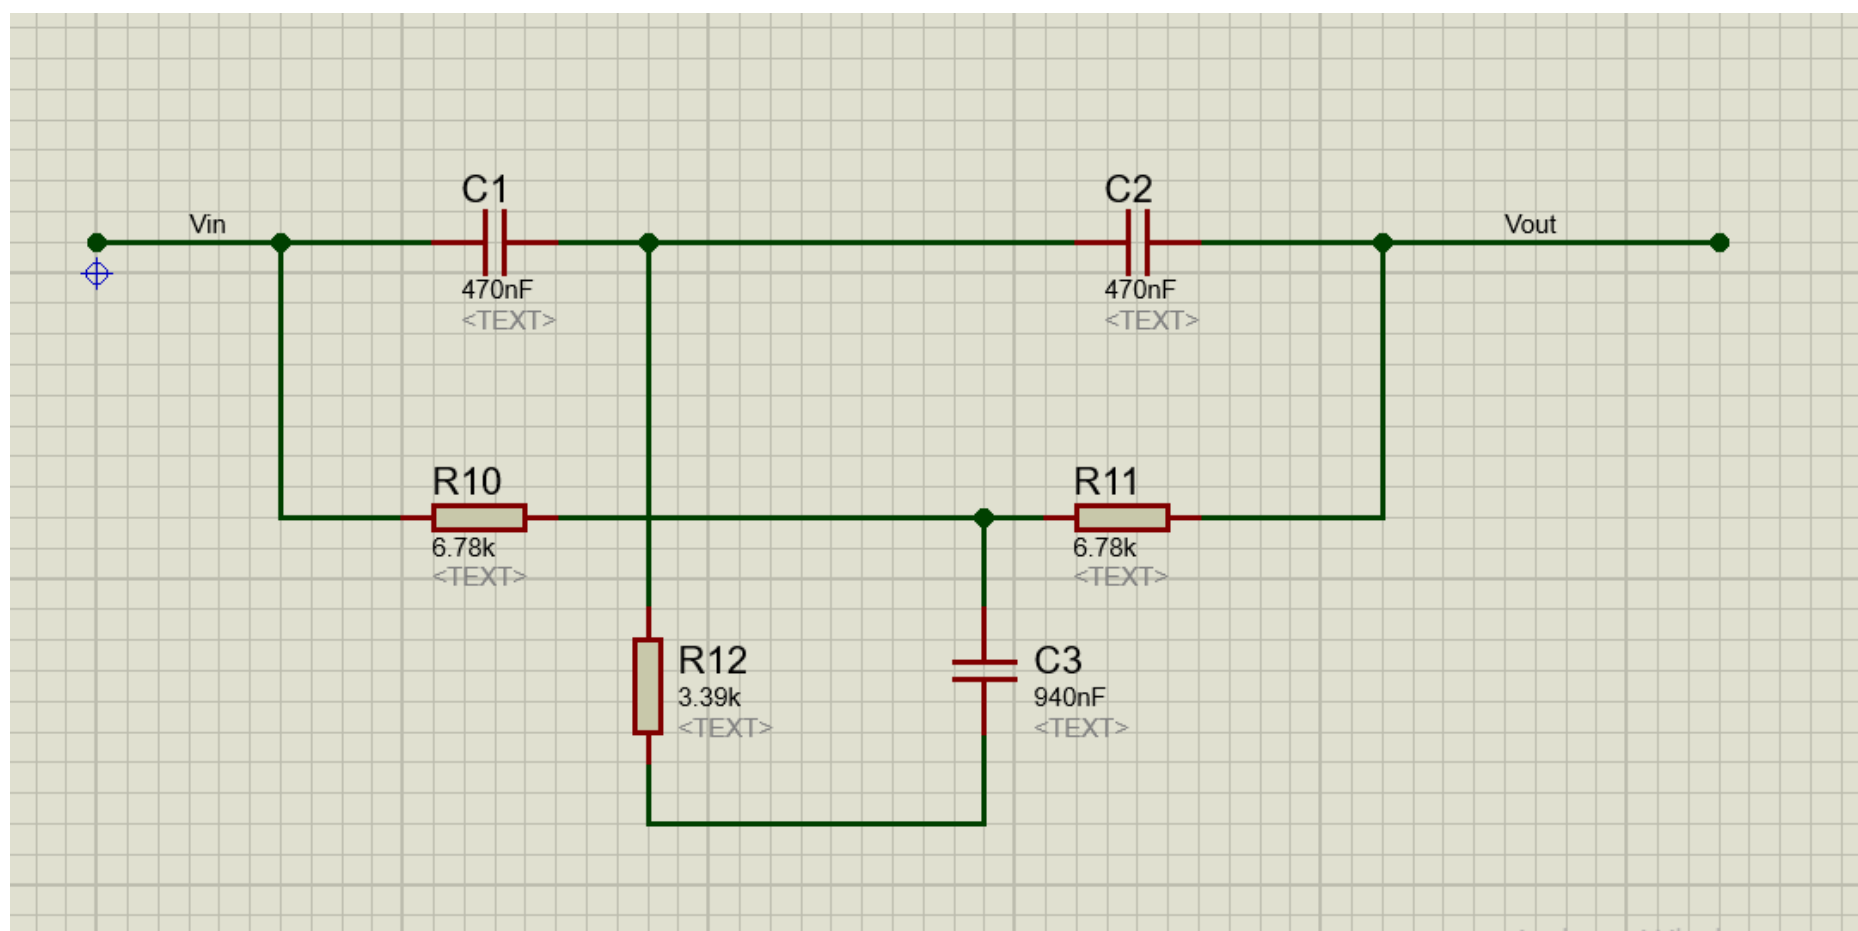 C1
C2
Vin
Vout
470nF
<TEXT>
470nF
<TEXT>
R10
R11
6.78k
<TEXT>
6.78k
<TEXT>
R12
3.39k
<TEXT>
C3
940nF
<TEXT>